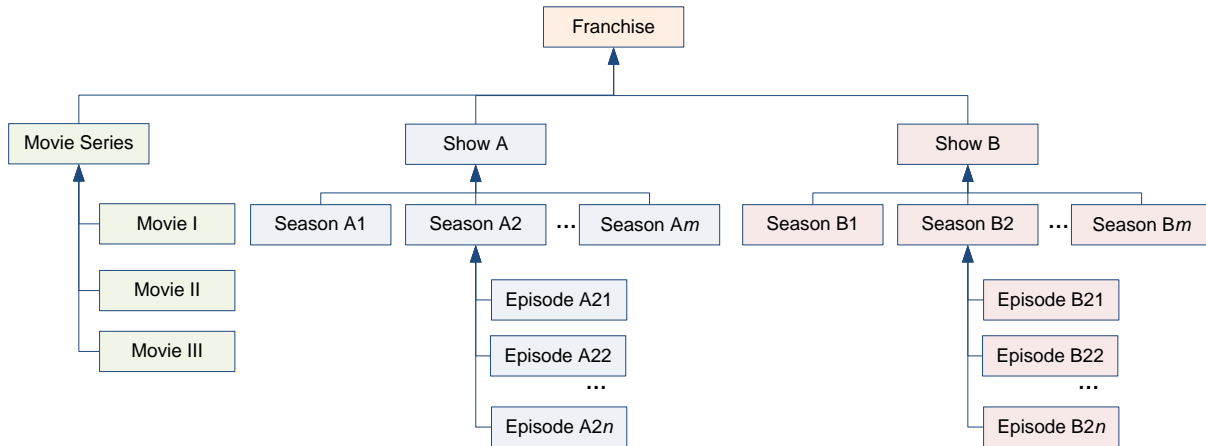 Franchise
Movie Series
Show A
Show B
Movie I
Movie II
Movie III
Season A1
Season A2
...
Season Am
Episode A21
Episode A22
...
Episode A2n
Season B1
Season B2
...
Season Bm
Episode B21
Episode B22
...
Episode B2n